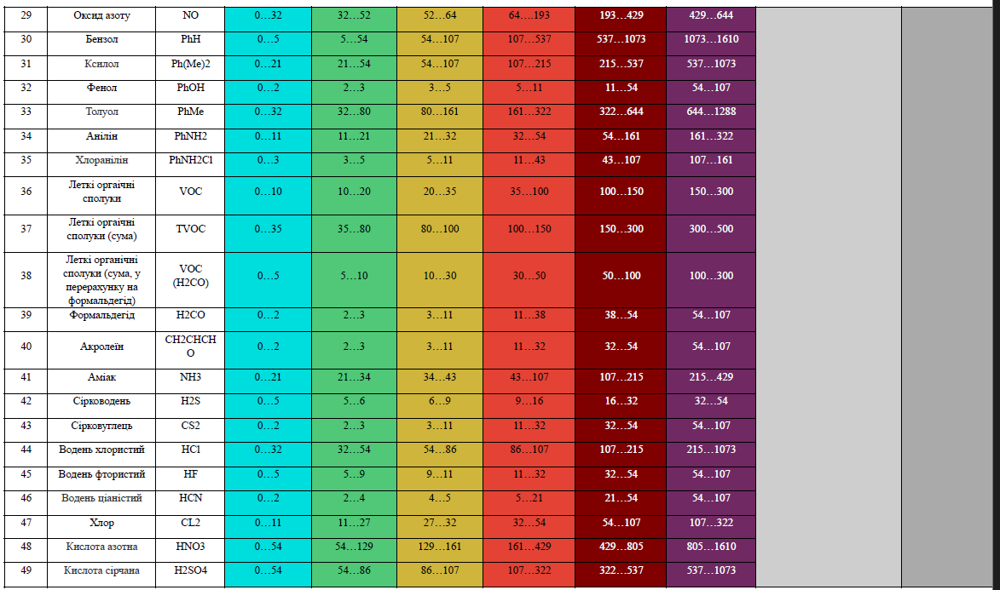 29 Оксид азоту NO 0…32 32…52 52…64 64…193 193…429 429…644
30 Бензол PhH 0…5 5…54 54…107 107…537 537…1073 1073…1610
31 Ксилол Ph(Me)2 0…21 21…54 54…107 107…215 215…537 537…1073
32 Фенол PhOH 0…2 2…3 3…5 5…11 11…54 54…107
33 Толуол PhMe 0…32 32…80 80…161 161…322 322…644 644…1288
34 Анілін PhNH2 0…11 11…21 21…32 32…54 54…161 161…322
35 Хлоранілін PhNH2Cl 0…3 3…5 5…11 11…43 43…107 107…161
36 Леткі оргаічні
сполуки VOC 0…10 10…20 20…35 35…100 100…150 150…300
37 Леткі оргаічні
сполуки (сума) TVOC 0…35 35…80 80…100 100…150 150…300 300…500
38 Леткі органічні
сполуки (сума, у
перерахунку на
формальдегід) VOC
(H2CO) 0…5 5…10 10…30 30…50 50…100 100…300
39 Формальдегід H2CO 0…2 2…3 3…11 11…38 38…54 54…107
40 Акролеїн CH2CHCH
O 0…2 2…3 3…11 11…32 32…54 54…107
41 Аміак NH3 0…21 21…34 34…43 43…107 107…215 215…429
42 Сірководень H2S 0…5 5…6 6…9 9…16 16…32 32…54
43 Сірковуглець CS2 0…2 2…3 3…11 11…32 32…54 54…107
44 Водень хлористий HCl 0…32 32…54 54…86 86…107 107…215 215…1073
45 Водень фтористий HF 0…5 5…9 9…11 11…32 32…54 54…107
46 Водень ціаністий HCN 0…2 2…4 4…5 5…21 21…54 54…107
47 Хлор CL2 0…11 11…27 27…32 32…54 54…107 107…322
48 Кислота азотна HNO3 0…54 54…129 129…161 161…429 429…805 805…1610
49 Кислота сірчана H2SO4 0…54 54…86 86…107 107…322 322…537 537…1073